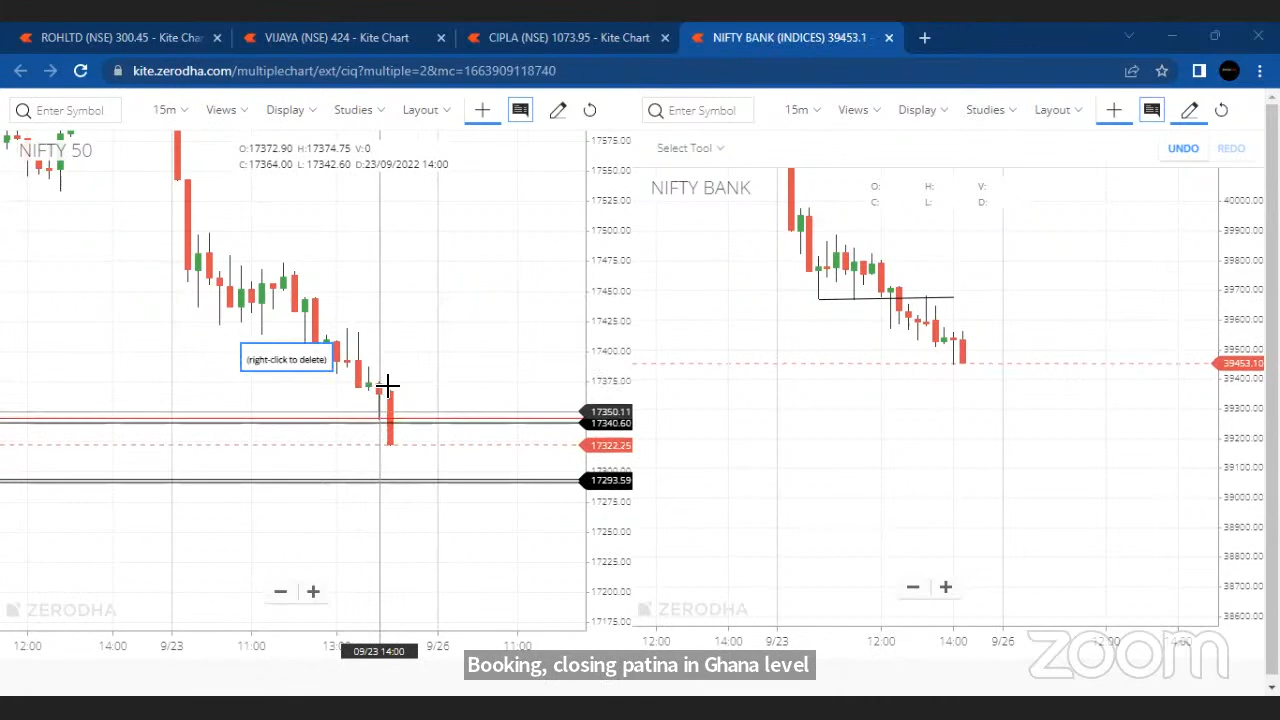 ROHLTD (NSE) 300.45 - Kite Char
VIJAYA (NSE) 424 - Kite Chart
CIPLA (NSE) 1073.95 - Kite Chart
NIFTY BANK (INDICES) 39453.1
kite.zerodha.com/multiplechart/ext/ciq?multiple=2&mc=1663909118740
Enter Symbol 15m Views Display Studies Layout
Enter Symbol 15m Views Display Studies Layout
Select Tool UNDO REDO
NIFTY 50
O:17372.90 H:17374.75 V:0
C:17364.00 L:17342.60 D:23/09/2022 14:00
NIFTY BANK
O: H: V:
C: L: D:
(right-click to delete)
17575.00
17550.00
17525.00
17500.00
17475.00
17450.00
17425.00
17400.00
17375.00
17350.11
17340.60
17322.25
17293.59
17275.00
17250.00
17225.00
17200.00
17175.00
40000.00
39900.00
39800.00
39700.00
39600.00
39500.00
39453.10
39400.00
39300.00
39200.00
39100.00
39000.00
38900.00
38800.00
38700.00
38600.00
ZERODHA
ZERODHA
12:00 14:00 9/23 11:00 09/23 14:00 9/26 11:00
12:00 14:00 9/23 12:00 14:00 9/26 12:00 14:00
zoom
Booking, closing patina in Ghana level